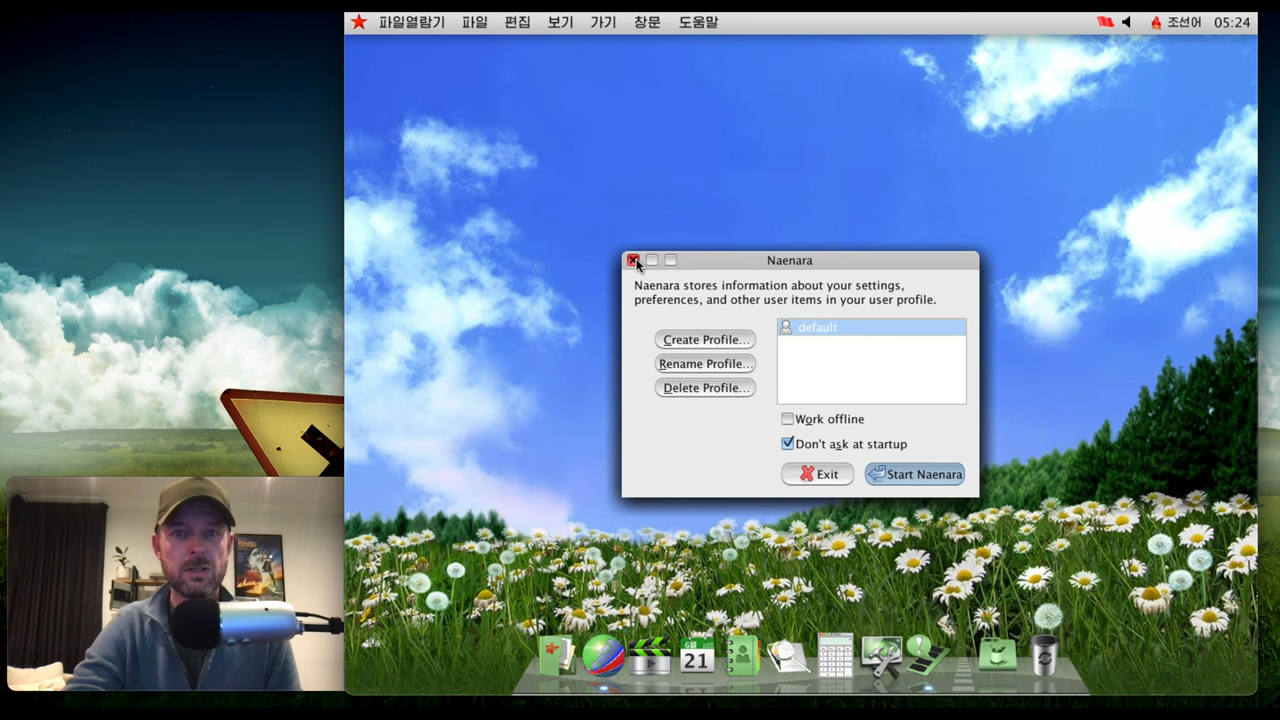 파일열람기 파일 편집 보기 가기 창문 도움말 조선어 05:24
Naenara
Naenara stores information about your settings,
preferences, and other user items in your user profile.
default
Create Profile...
Rename Profile...
Delete Profile...
Work offline
Don't ask at startup
Exit Start Naenara
21